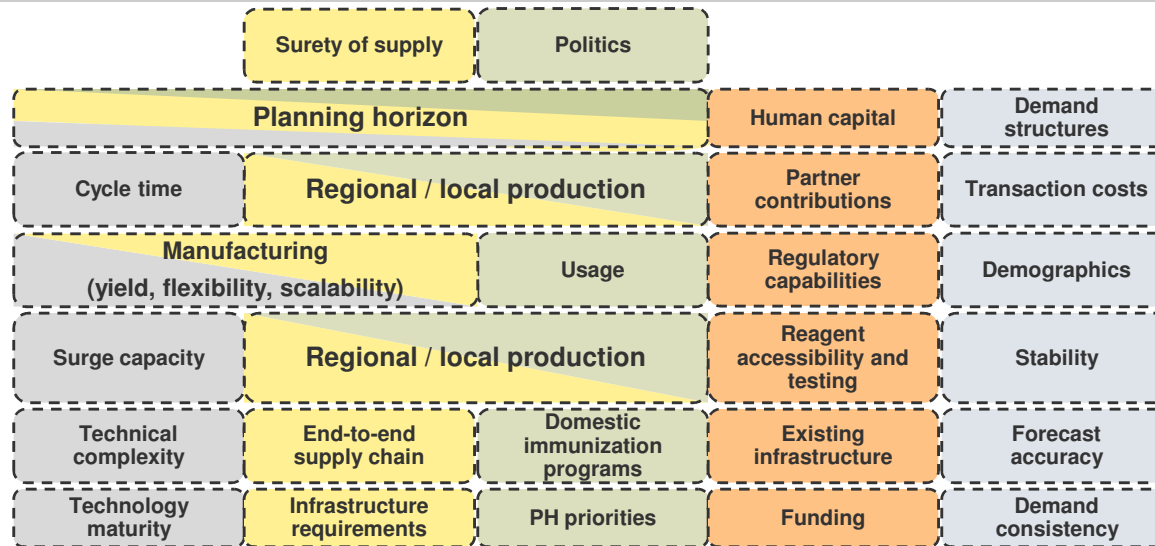 Surety of supply
Politics
Planning horizon
Human capital
Demand
structures
Cycle time
Regional / local production
Partner
contributions
Transaction costs
Manufacturing
(yield, flexibility, scalability)
Usage
Regulatory
capabilities
Demographics
Surge capacity
Regional / local production
Reagent
accessibility and
testing
Stability
Technical
complexity
End-to-end
supply chain
Domestic
immunization
programs
Existing
infrastructure
Forecast
accuracy
Technology
maturity
Infrastructure
requirements
PH priorities
Funding
Demand
consistency